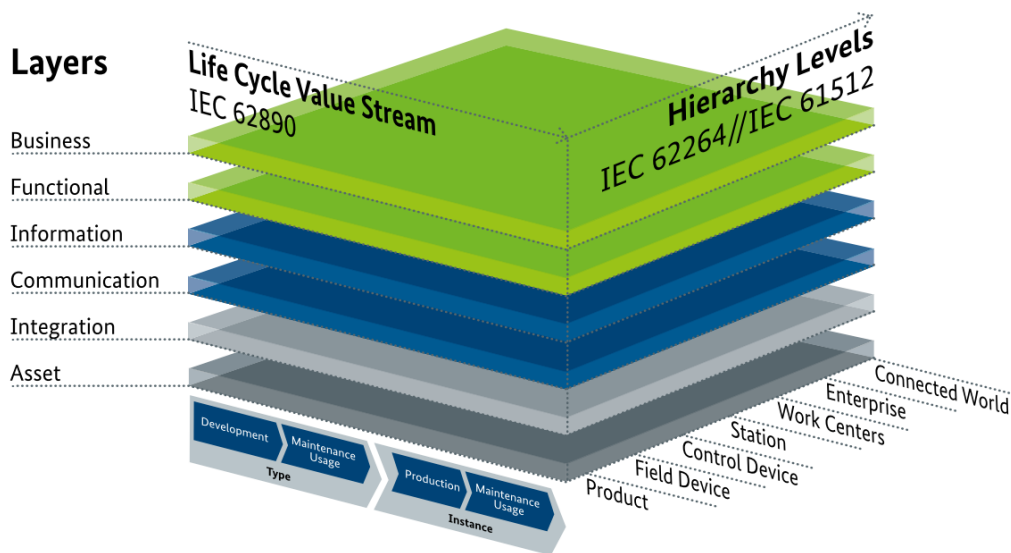 Layers
Life Cycle Value Stream
IEC 62890
Hierarchy Levels
IEC 62264//IEC 61512
Business
Functional
Information
Communication
Integration
Asset
Development
Maintenance
Usage
Type
Production
Maintenance
Usage
Instance
Connected World
Enterprise
Work Centers
Station
Control Device
Field Device
Product